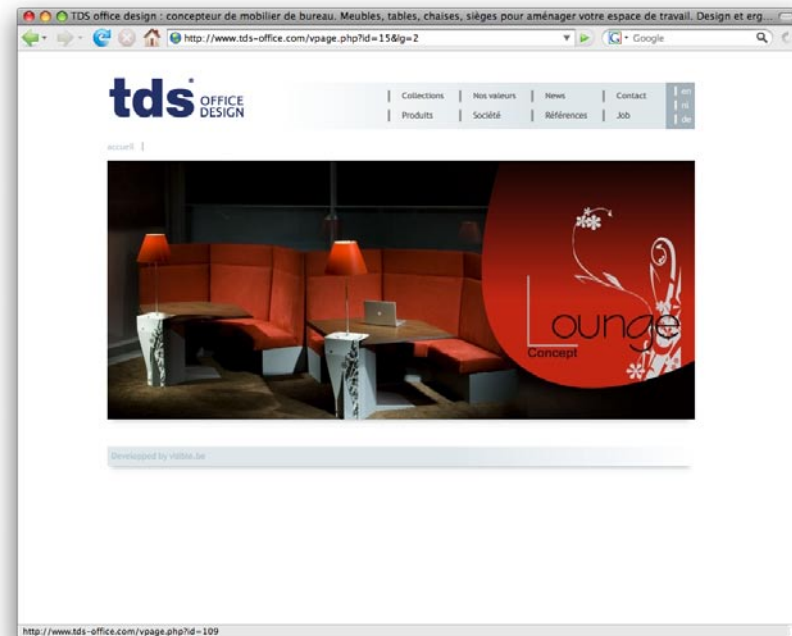 TDS office design : concepteur de mobilier de bureau. Meubles, tables, chaises, sièges pour aménager votre espace de travail. Design et erg...
http://www.tds-office.com/vpage.php?id=15&lg=2
Google
tds OFFICE DESIGN
Collections Nos valeurs News Contact
Produits Société Références Job
en
nl
de
accueil
Lounge
Concept
Developped by visible.be
http://www.tds-office.com/vpage.php?id=109